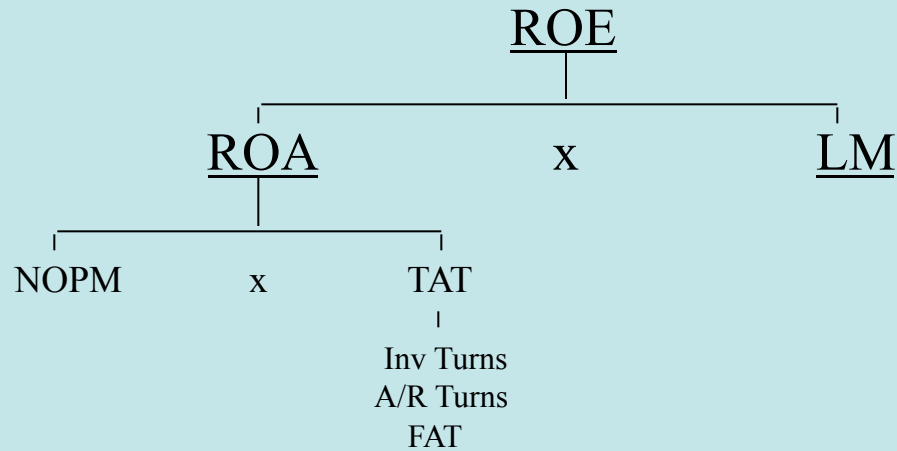 ROE
ROA x LM
NOPM x TAT
Inv Turns
A/R Turns
FAT